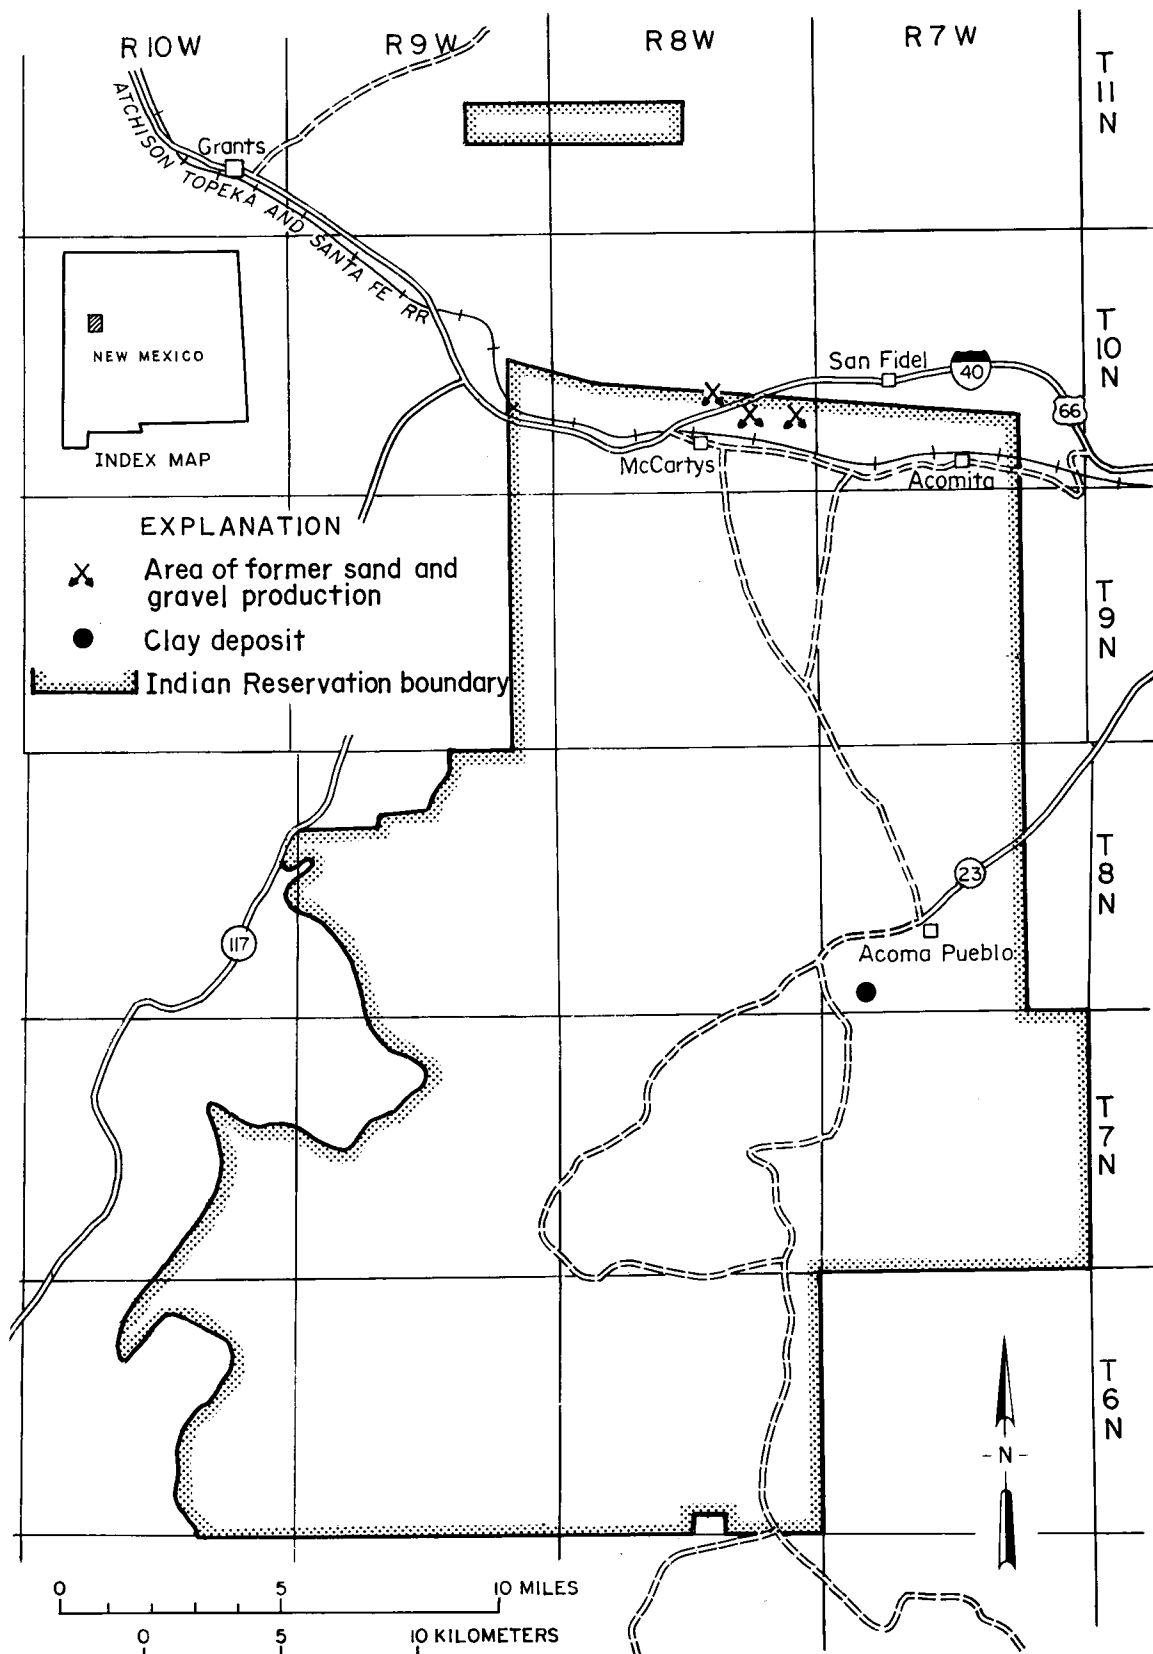 R 10 W
R 9 W
R 8 W
R 7 W
T 11 N
Grants
ATCHISON TOPEKA AND SANTA FE RR
NEW MEXICO
INDEX MAP
T 10 N
San Fidel
40
66
McCartys
Acomita
EXPLANATION
Area of former sand and
gravel production
Clay deposit
Indian Reservation boundary
T 9 N
T 8 N
23
117
Acoma Pueblo
T 7 N
T 6 N
-N-
0 5 10 MILES
0 5 10 KILOMETERS